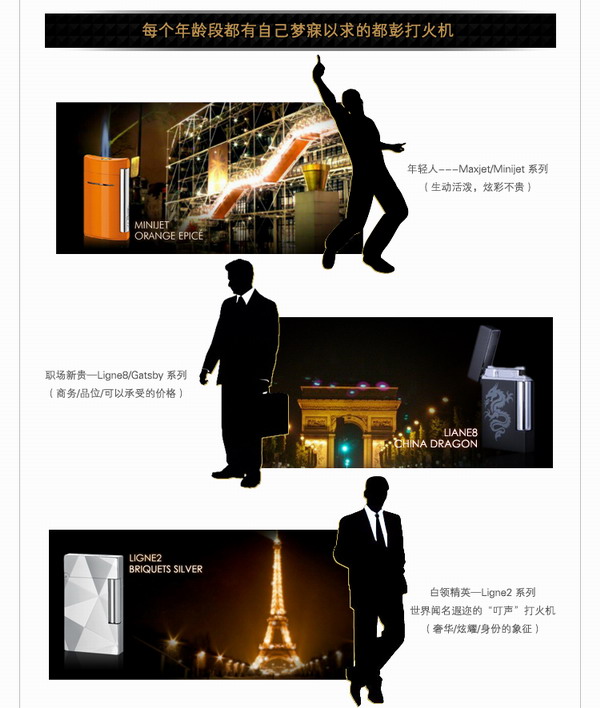 每个年龄段都有自己梦寐以求的都彭打火机
年轻人---Maxjet/Minijet 系列
(生动活泼，炫彩不贵)
MINIJET
ORANGE EPICE
职场新贵—Ligne8/Gatsby 系列
(商务/品位/可以承受的价格)
LIANE8
CHINA DRAGON
LIGNE2
BRIQUETS SILVER
白领精英—Ligne2 系列
世界闻名遐迩的“叮声”打火机
(奢华/炫耀/身份的象征)